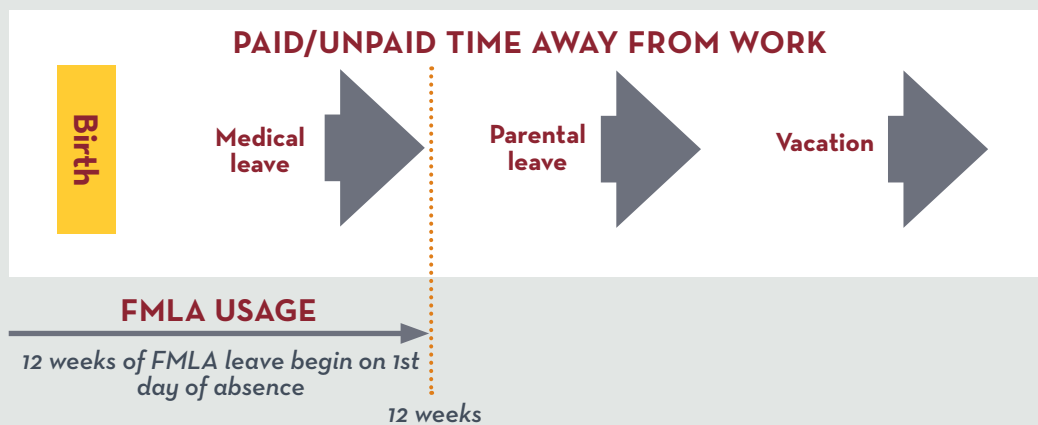 PAID/UNPAID TIME AWAY FROM WORK
Birth
Medical
leave
Parental
leave
Vacation
FMLA USAGE
12 weeks of FMLA leave begin on 1st
day of absence
12 weeks